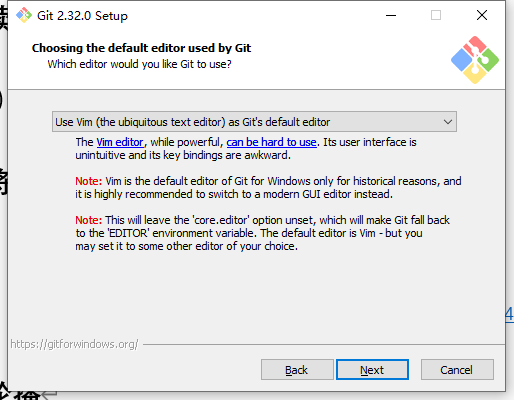 Git 2.32.0 Setup
Choosing the default editor used by Git
Which editor would you like Git to use?
Use Vim (the ubiquitous text editor) as Git's default editor
The Vim editor, while powerful, can be hard to use. Its user interface is
unintuitive and its key bindings are awkward.
Note: Vim is the default editor of Git for Windows only for historical reasons, and
it is highly recommended to switch to a modern GUI editor instead.
Note: This will leave the 'core.editor' option unset, which will make Git fall back
to the 'EDITOR' environment variable. The default editor is Vim - but you
may set it to some other editor of your choice.
4
https://gitforwindows.org/
Back Next Cancel